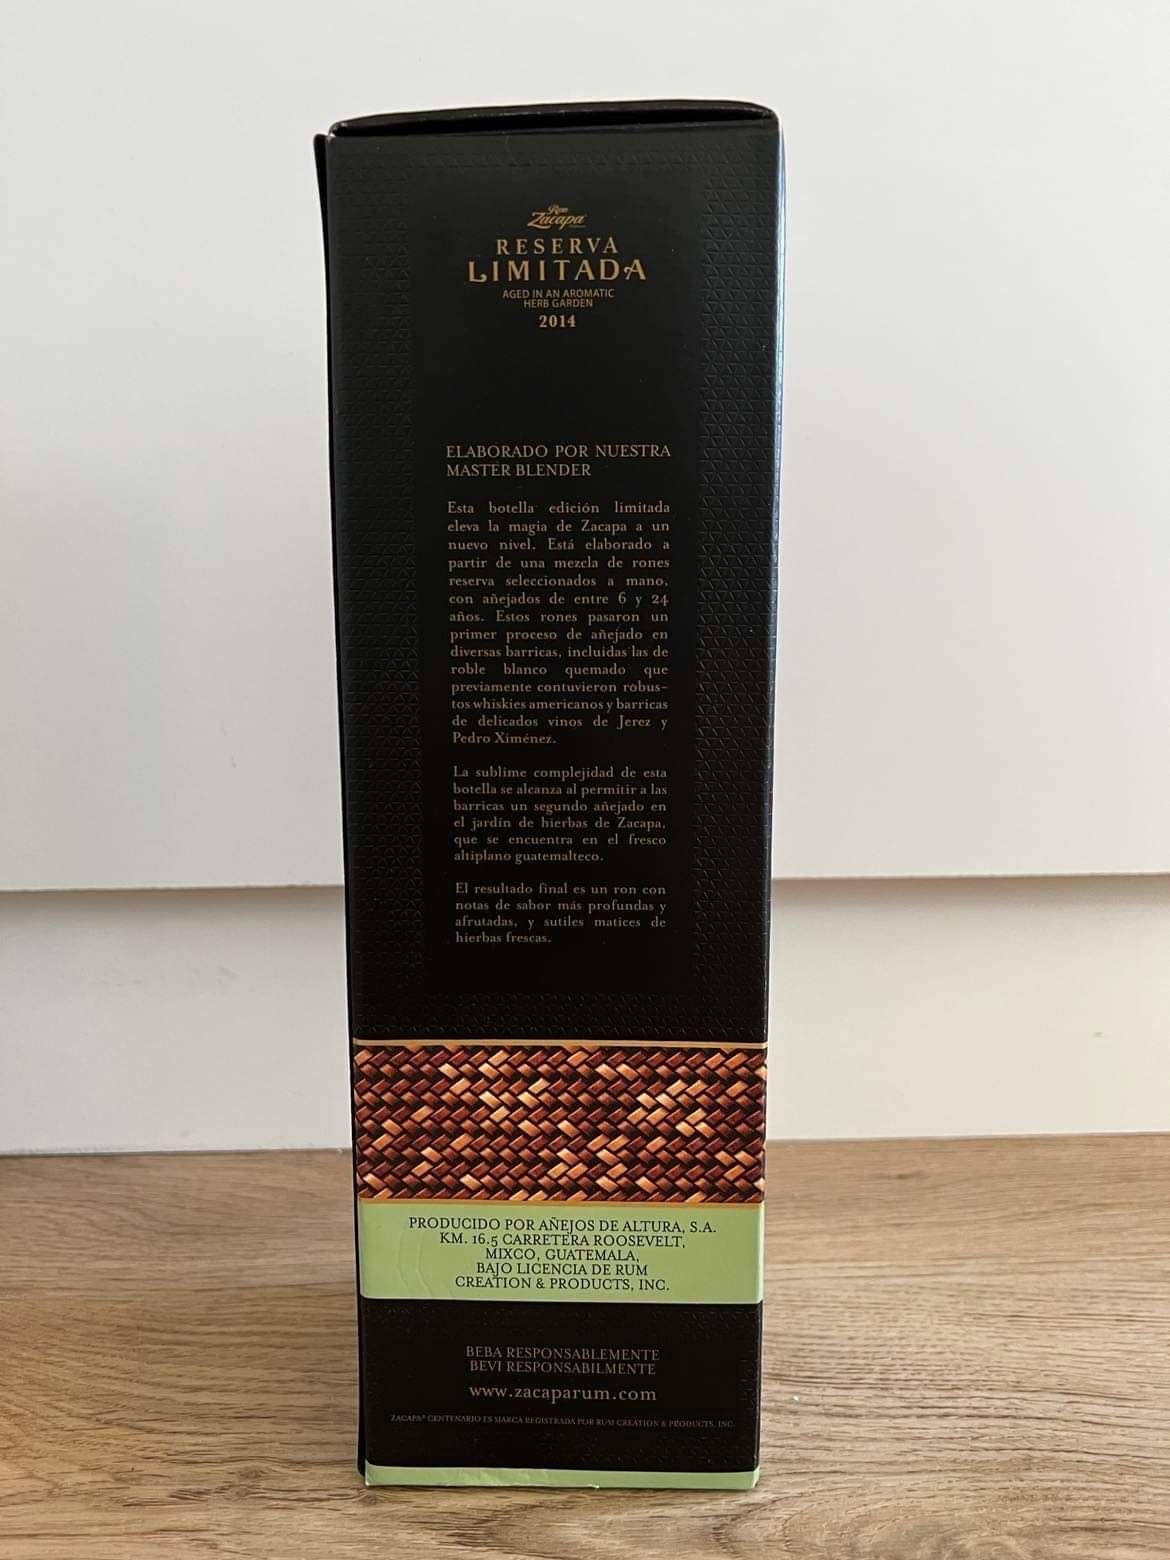 Ron
Zacapa
RESERVA
LIMITADA
AGED IN AN AROMATIC
HERB GARDEN
2014
ELABORADO POR NUESTRA
MASTER BLENDER
Esta botella edición limitada
eleva la magia de Zacapa a un
nuevo nivel. Está elaborado a
partir de una mezcla de rones
reserva seleccionados a mano,
con añejados de entre 6 y 24
años. Estos rones pasaron un
primer proceso de añejado en
diversas barricas, incluidas las de
roble blanco quemado que
previamente contuvieron robus-
tos whiskies americanos y barricas
de delicados vinos de Jerez y
Pedro Ximénez.
La sublime complejidad de esta
botella se alcanza al permitir a las
barricas un segundo añejado en
el jardín de hierbas de Zacapa,
que se encuentra en el fresco
altiplano guatemalteco.
El resultado final es un ron con
notas de sabor más profundas y
afrutadas, y sutiles matices de
hierbas frescas.
PRODUCIDO POR AÑEJOS DE ALTURA, S.A.
KM. 16.5 CARRETERA ROOSEVELT,
MIXCO, GUATEMALA,
BAJO LICENCIA DE RUM
CREATION & PRODUCTS, INC.
BEBA RESPONSABLEMENTE
BEVI RESPONSABILMENTE
www.zacaparum.com
ZACAPA® CENTENARIO ES MARCA REGISTRADA POR RUM CREATION & PRODUCTS, INC.